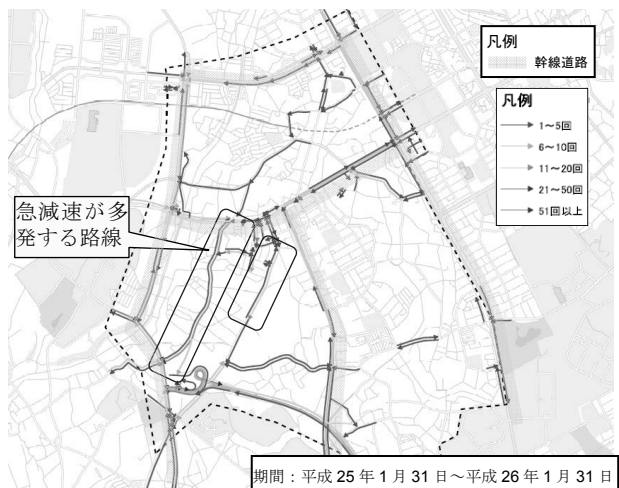 凡例
幹線道路
凡例
1～5回
6～10回
11～20回
21～50回
51回以上
急減速が多
発する路線
期間：平成 25 年 1 月 31 日～平成 26 年 1 月 31 日